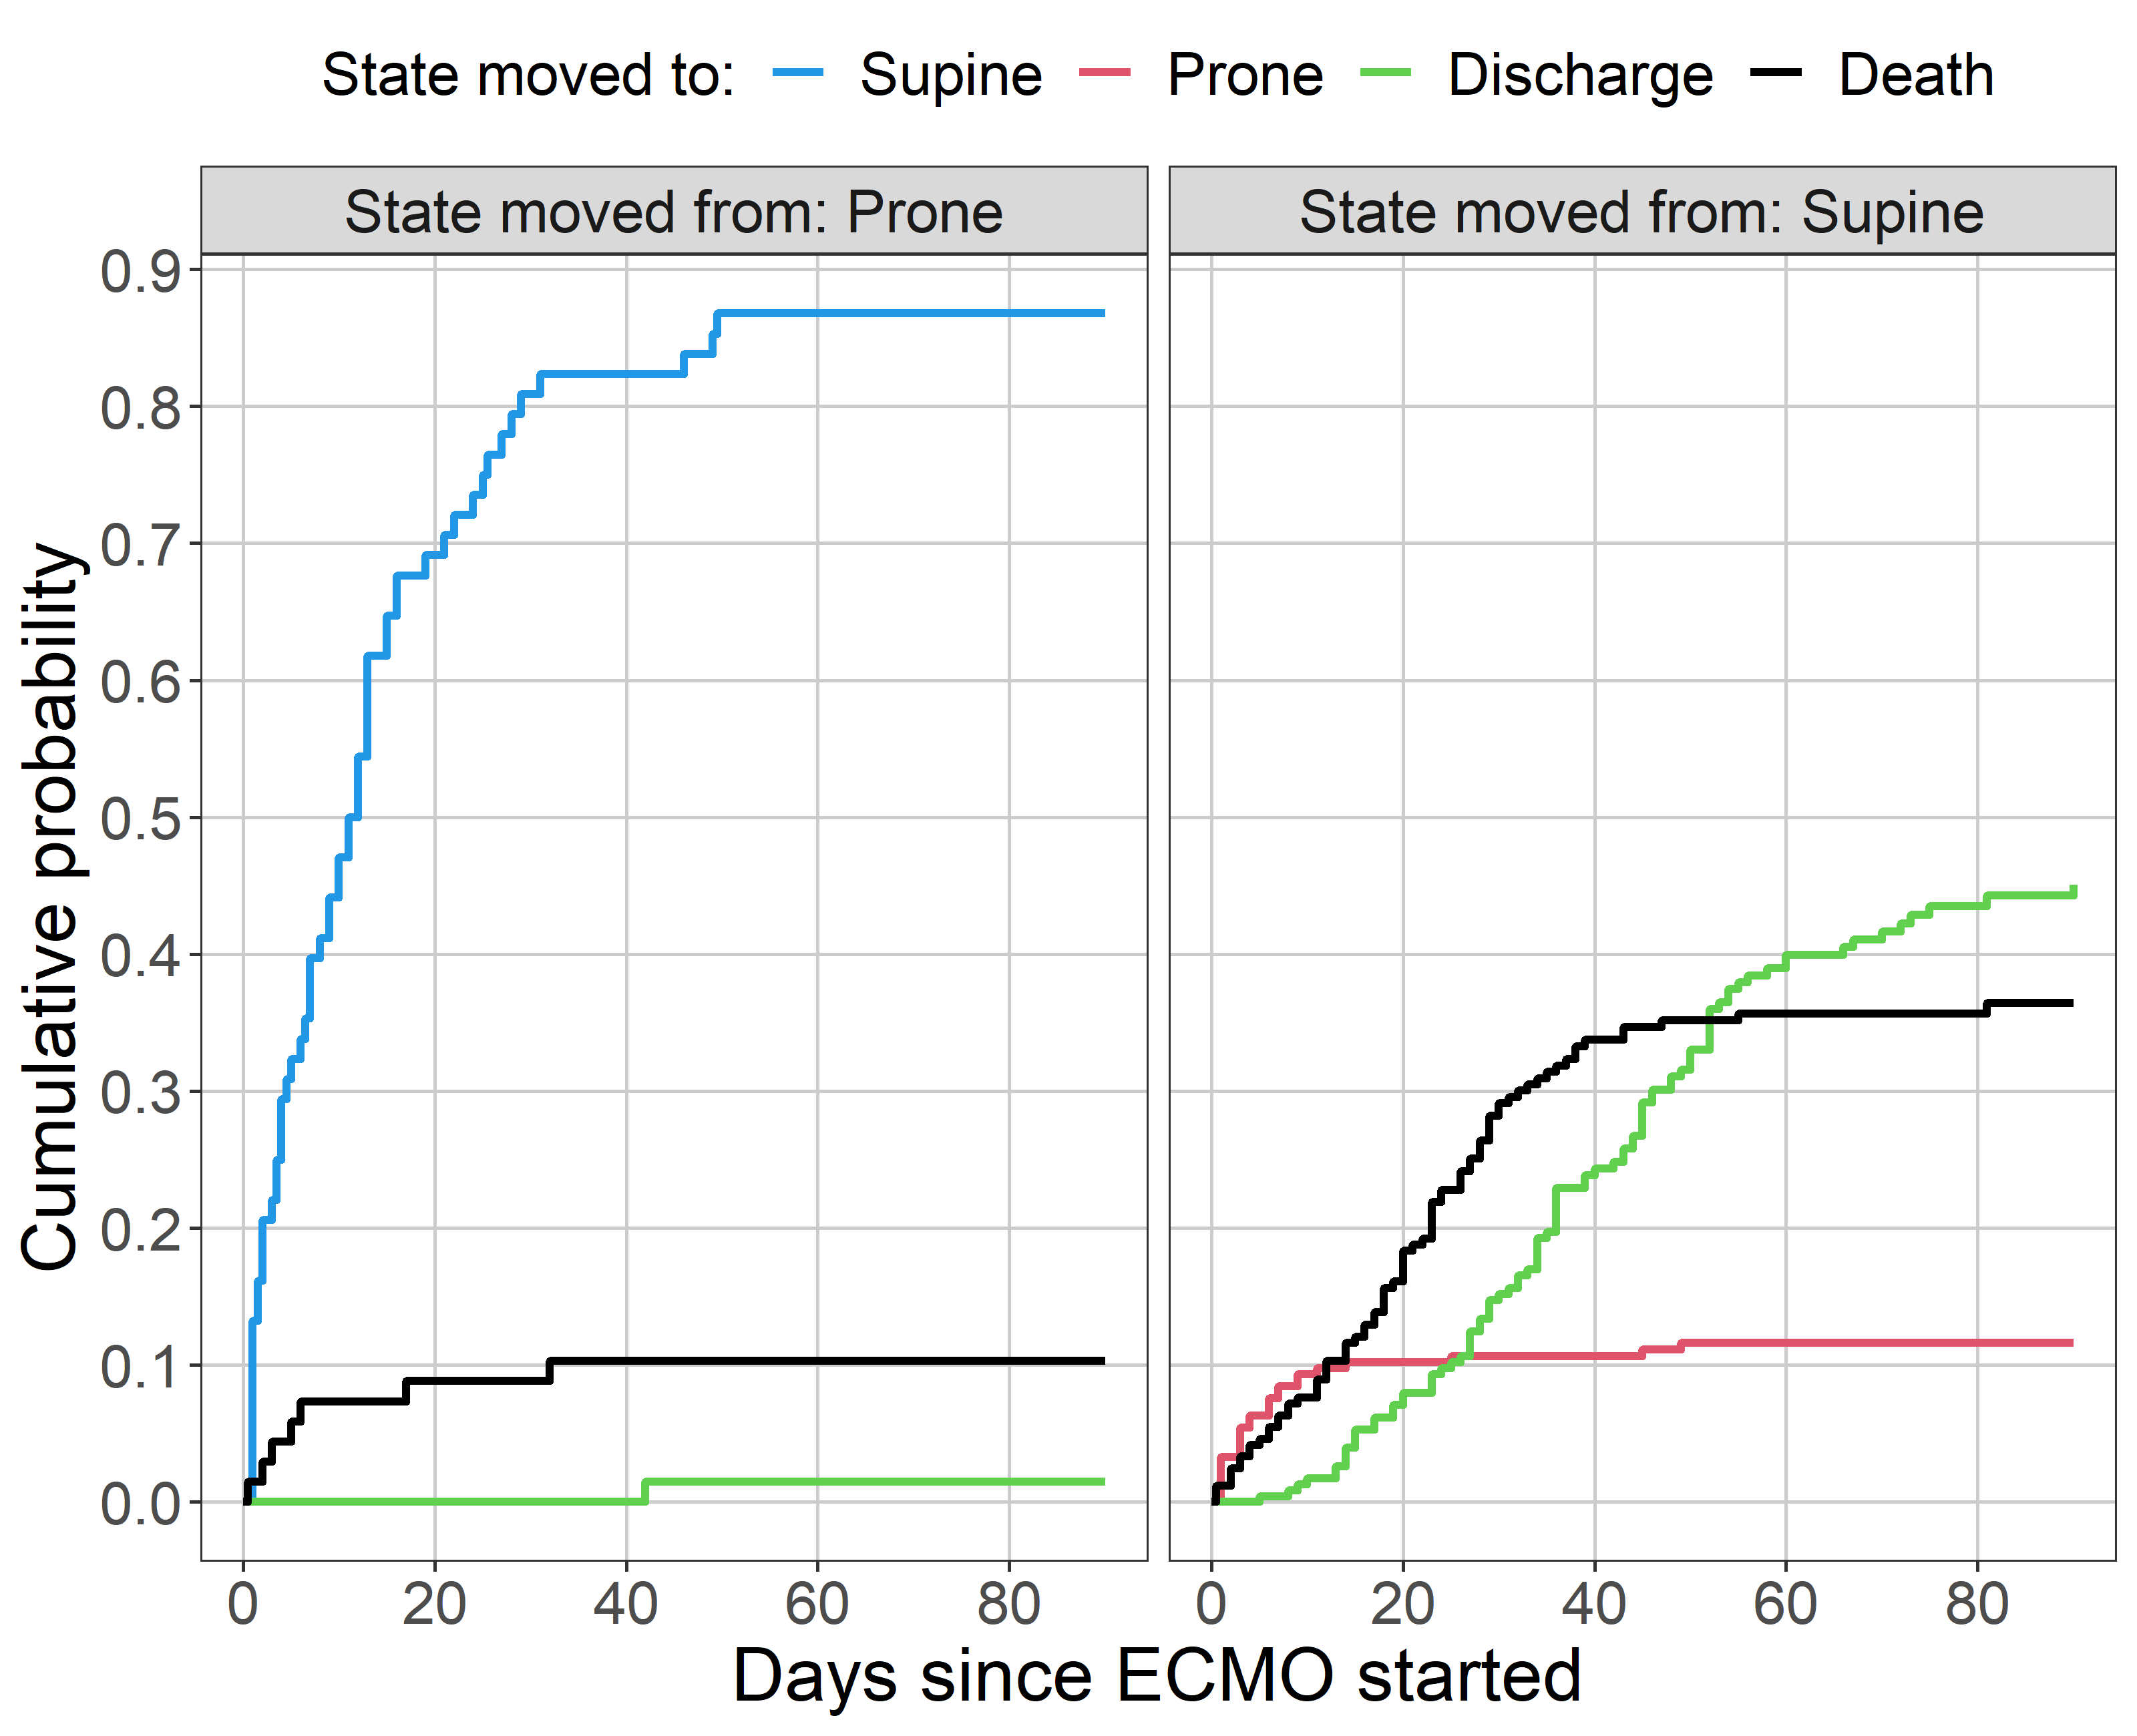 State moved to: Supine Prone Discharge Death
State moved from: Prone
State moved from: Supine
Cumulative probability
0.9
0.8
0.7
0.6
0.5
0.4
0.3
0.2
0.1
0.0
0 20 40 60 80
0 20 40 60 80
Days since ECMO started